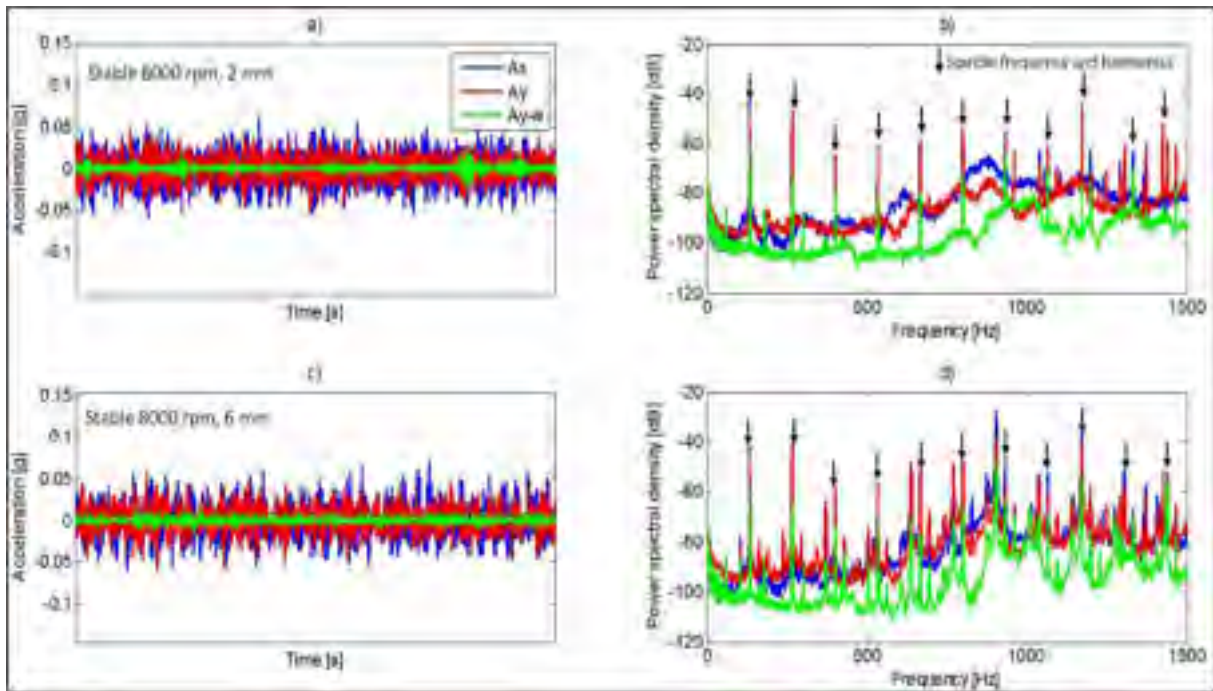 a)
0.15
0.1
0.05
0
-0.05
-0.1
Acceleration [g]
Stable 8000 rpm, 2 mm
Ax
Ay
Ay-w
Time [s]
b)
-20
-40
-60
-80
-100
-120
Power spectral density [dB]
Spindle frequency and harmonics
0
500
1000
1500
Frequency [Hz]
c)
0.15
0.1
0.05
0
-0.05
-0.1
Acceleration [g]
Stable 8000 rpm, 6 mm
Time [s]
d)
-20
-40
-60
-80
-100
-120
Power spectral density [dB]
0
500
1000
1500
Frequency [Hz]